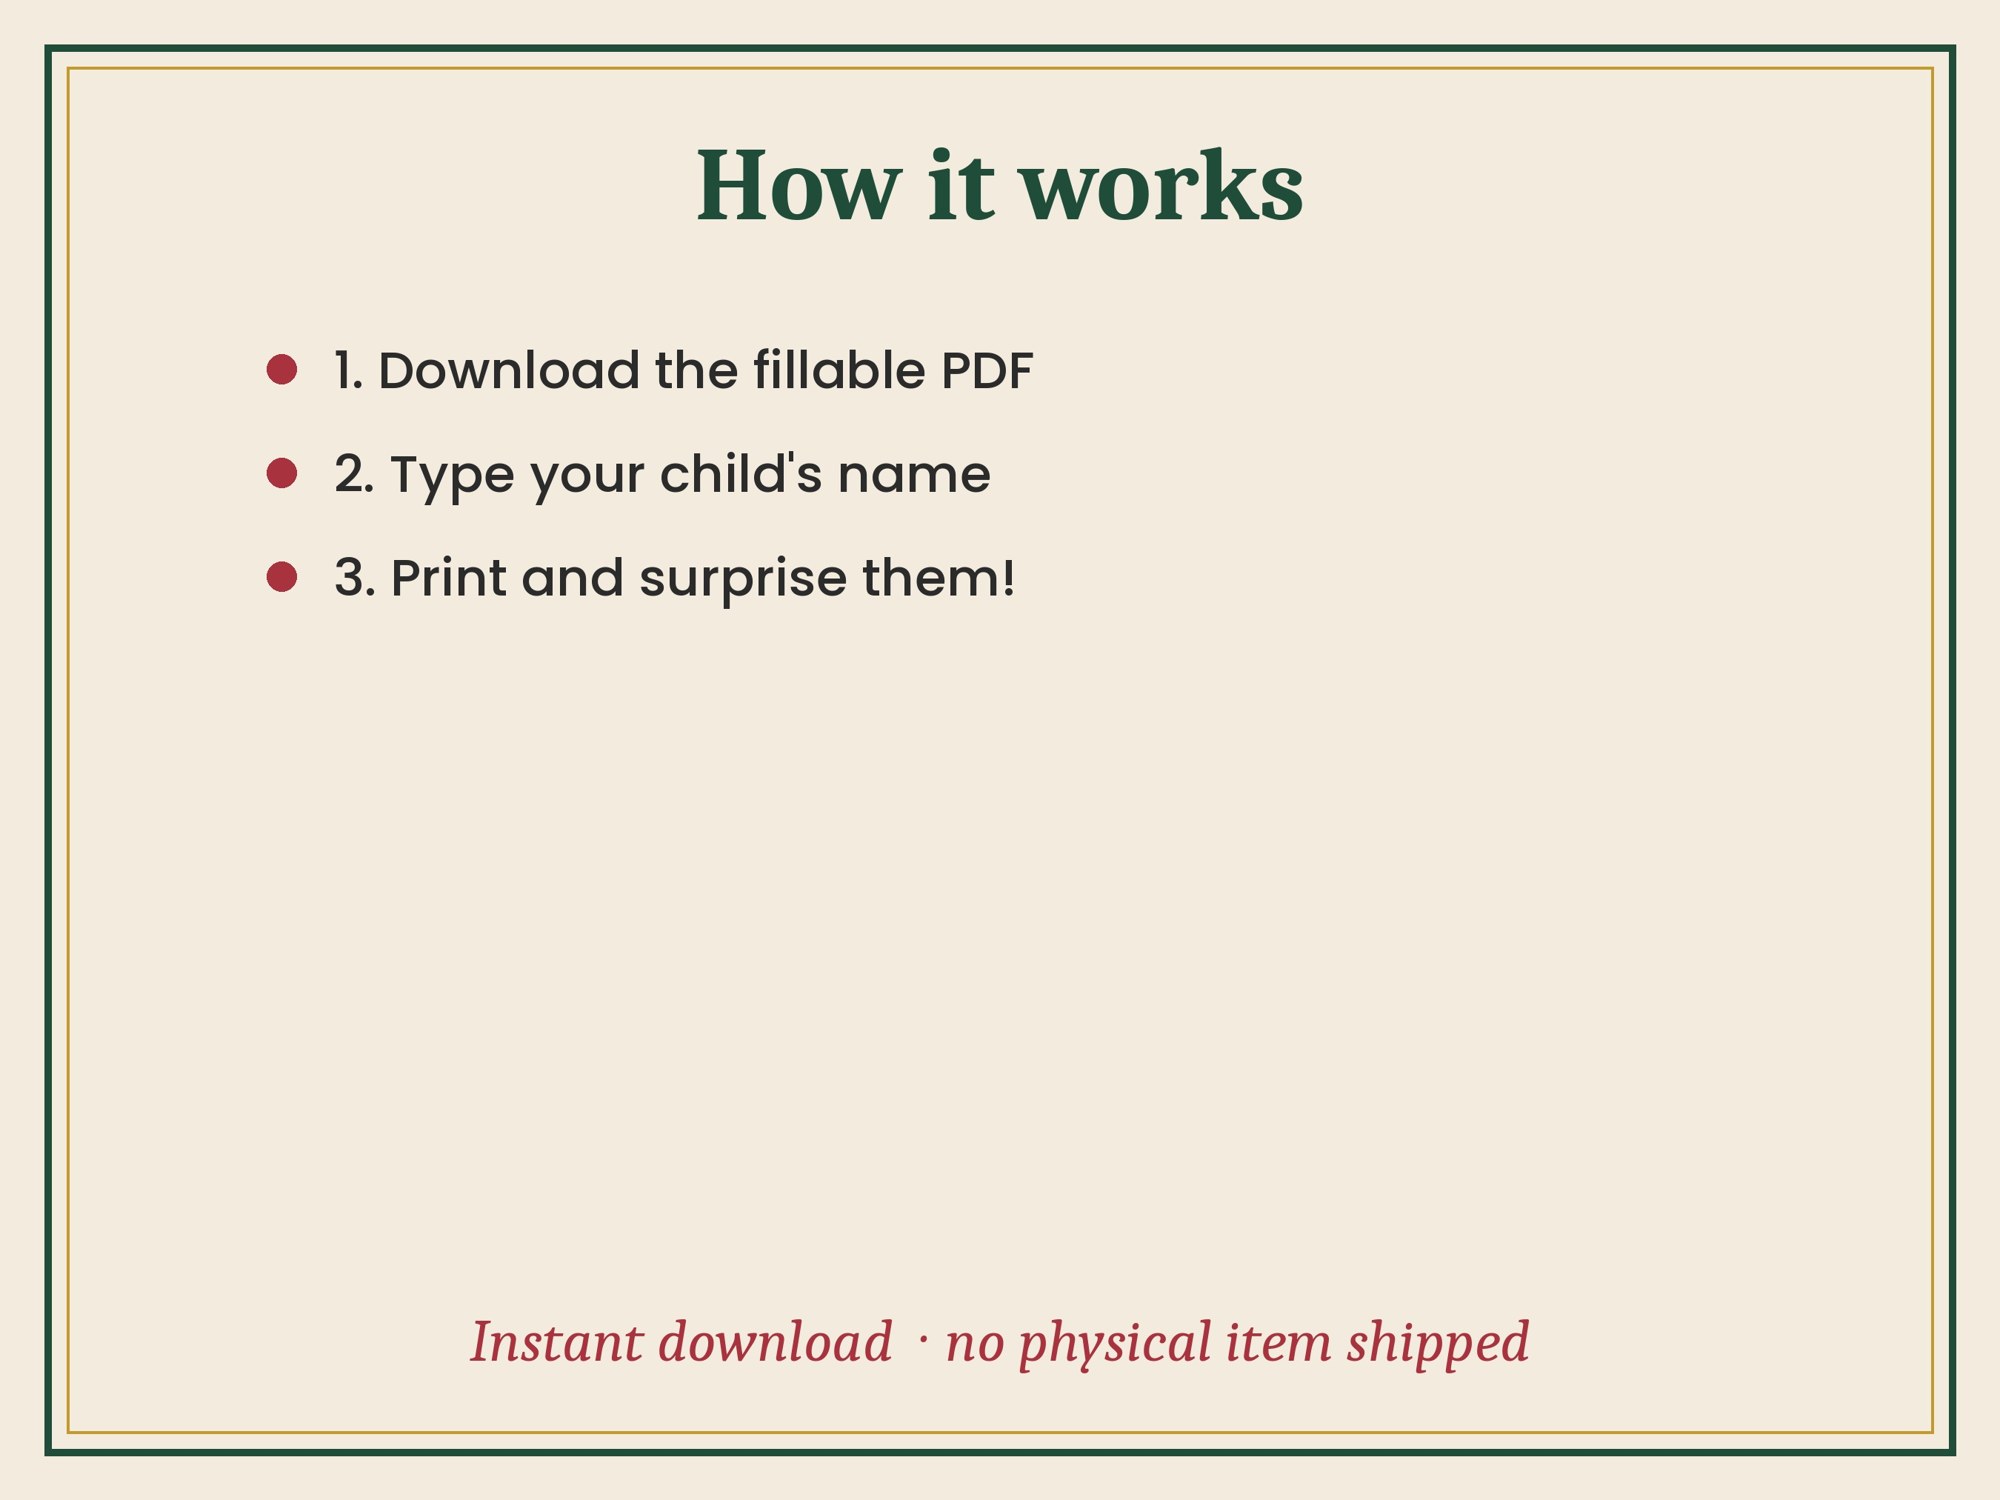 How it works
1. Download the fillable PDF
2. Type your child's name
3. Print and surprise them!
Instant download · no physical item shipped